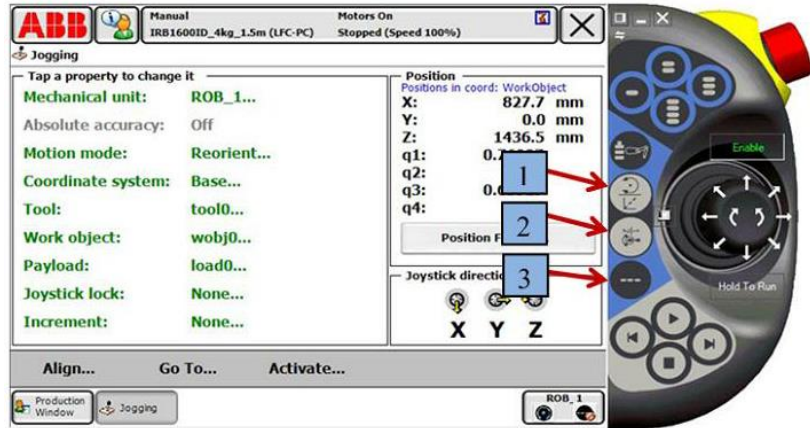 ABB
Manual
IRB1600ID_4kg_1.5m (LFC-PC)
Motors On
Stopped (Speed 100%)
Jogging
Tap a property to change it
Mechanical unit: ROB_1...
Absolute accuracy: Off
Motion mode: Reorient...
Coordinate system: Base...
Tool: tool0...
Work object: wobj0...
Payload: load0...
Joystick lock: None...
Increment: None...
Position
Positions in coord: WorkObject
X: 827.7 mm
Y: 0.0 mm
Z: 1436.5 mm
q1:
q2:
q3:
q4:
Position
Joystick
X Y Z
Align... Go To... Activate...
Production
Window
Jogging
ROB_1
1
2
3
Enable
Hold To Run